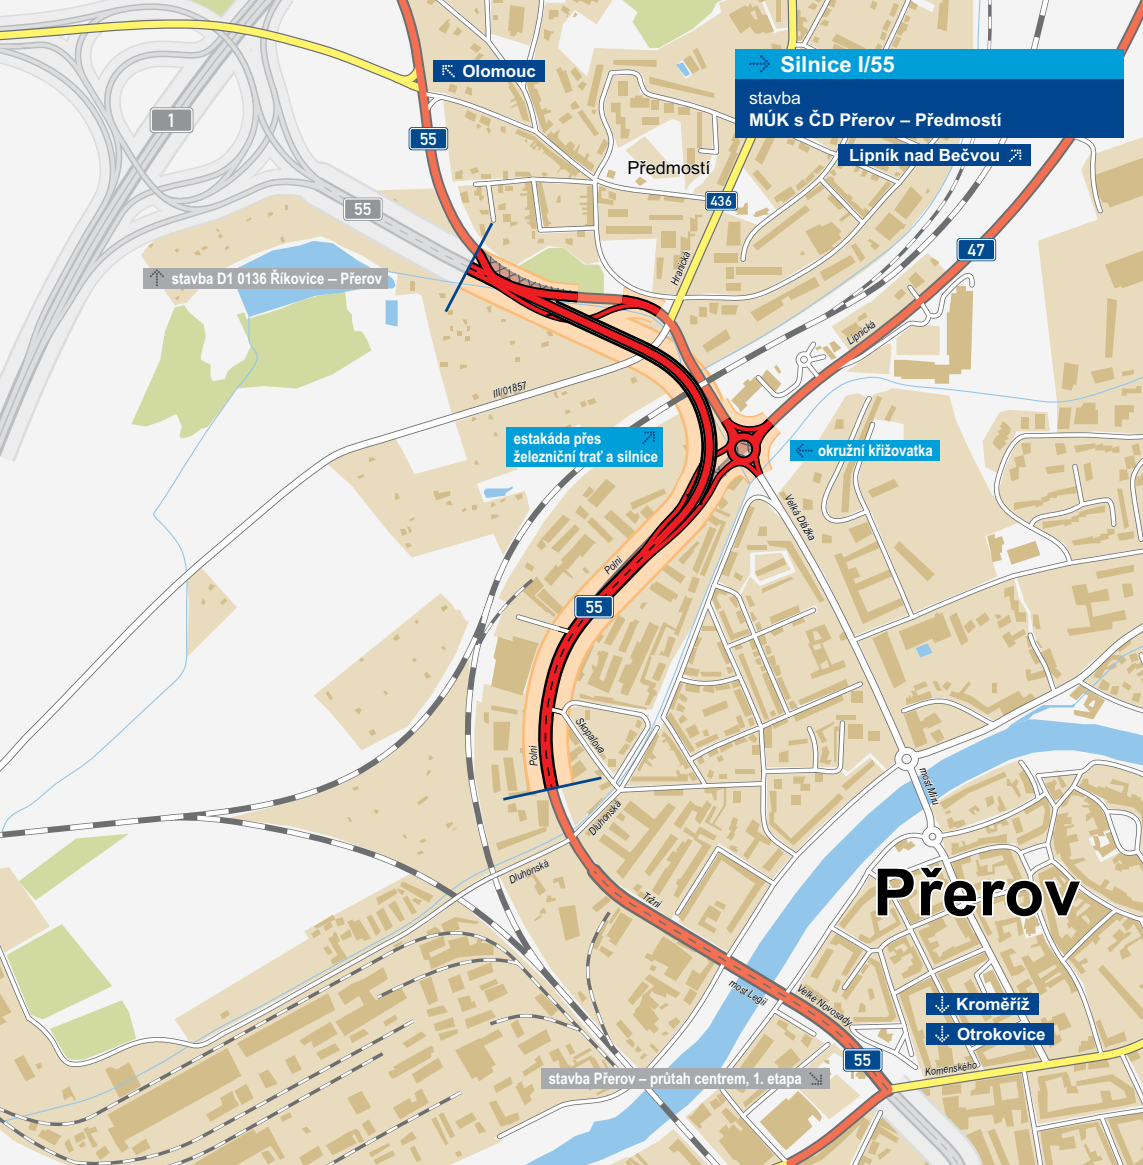 Silnice I/55
stavba
MÚK s ČD Přerov – Předmostí
Olomouc
1
55
Lipník nad Bečvou
Předmostí
436
55
47
stavba D1 0136 Říkovice – Přerov
Hranická
Lipnická
III/01857
estakáda přes
železniční trať a silnice
okružní křižovatka
Velká Dlážka
Polní
55
Skopalova
Polní
most Míru
Dluhonská
Dluhonská
Tržní
Přerov
most Legií
Velké Novosady
Kroměříž
Otrokovice
55
Komenského
stavba Přerov – průtah centrem, 1. etapa